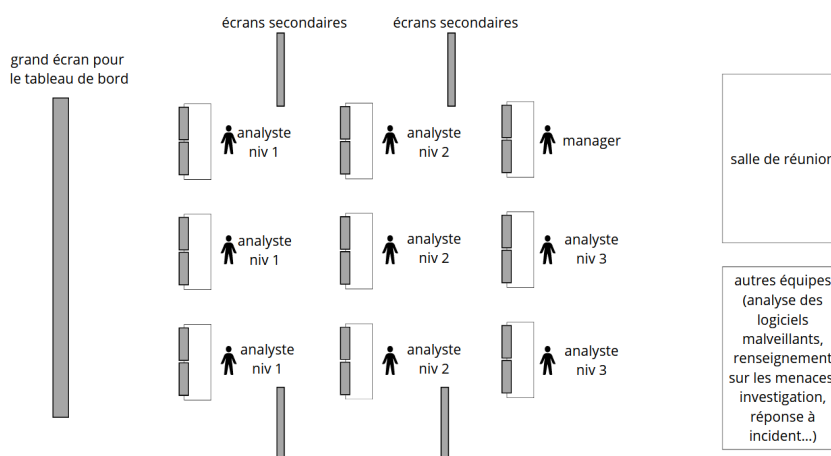 écrans secondaires
écrans secondaires
grand écran pour
le tableau de bord
analyste
niv 1
analyste
niv 2
manager
salle de réunion
analyste
niv 1
analyste
niv 2
analyste
niv 3
autres équipes
(analyse des
logiciels
malveillants,
renseignement
sur les menaces,
investigation,
réponse à
incident...)
analyste
niv 1
analyste
niv 2
analyste
niv 3